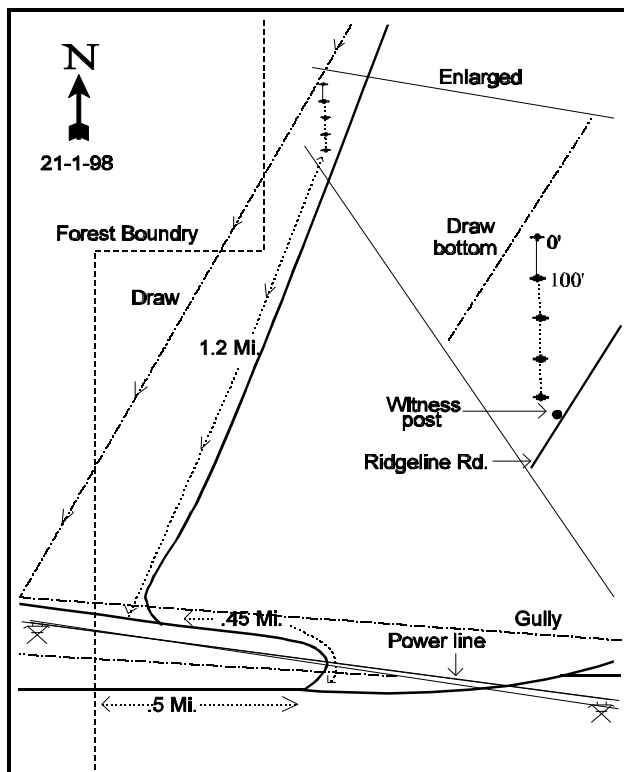 N
Enlarged
21-1-98
Forest Boundry
Draw
bottom
0'
100'
Draw
1.2 Mi.
Witness
post
Ridgeline Rd.
.45 Mi.
Gully
Power line
.5 Mi.